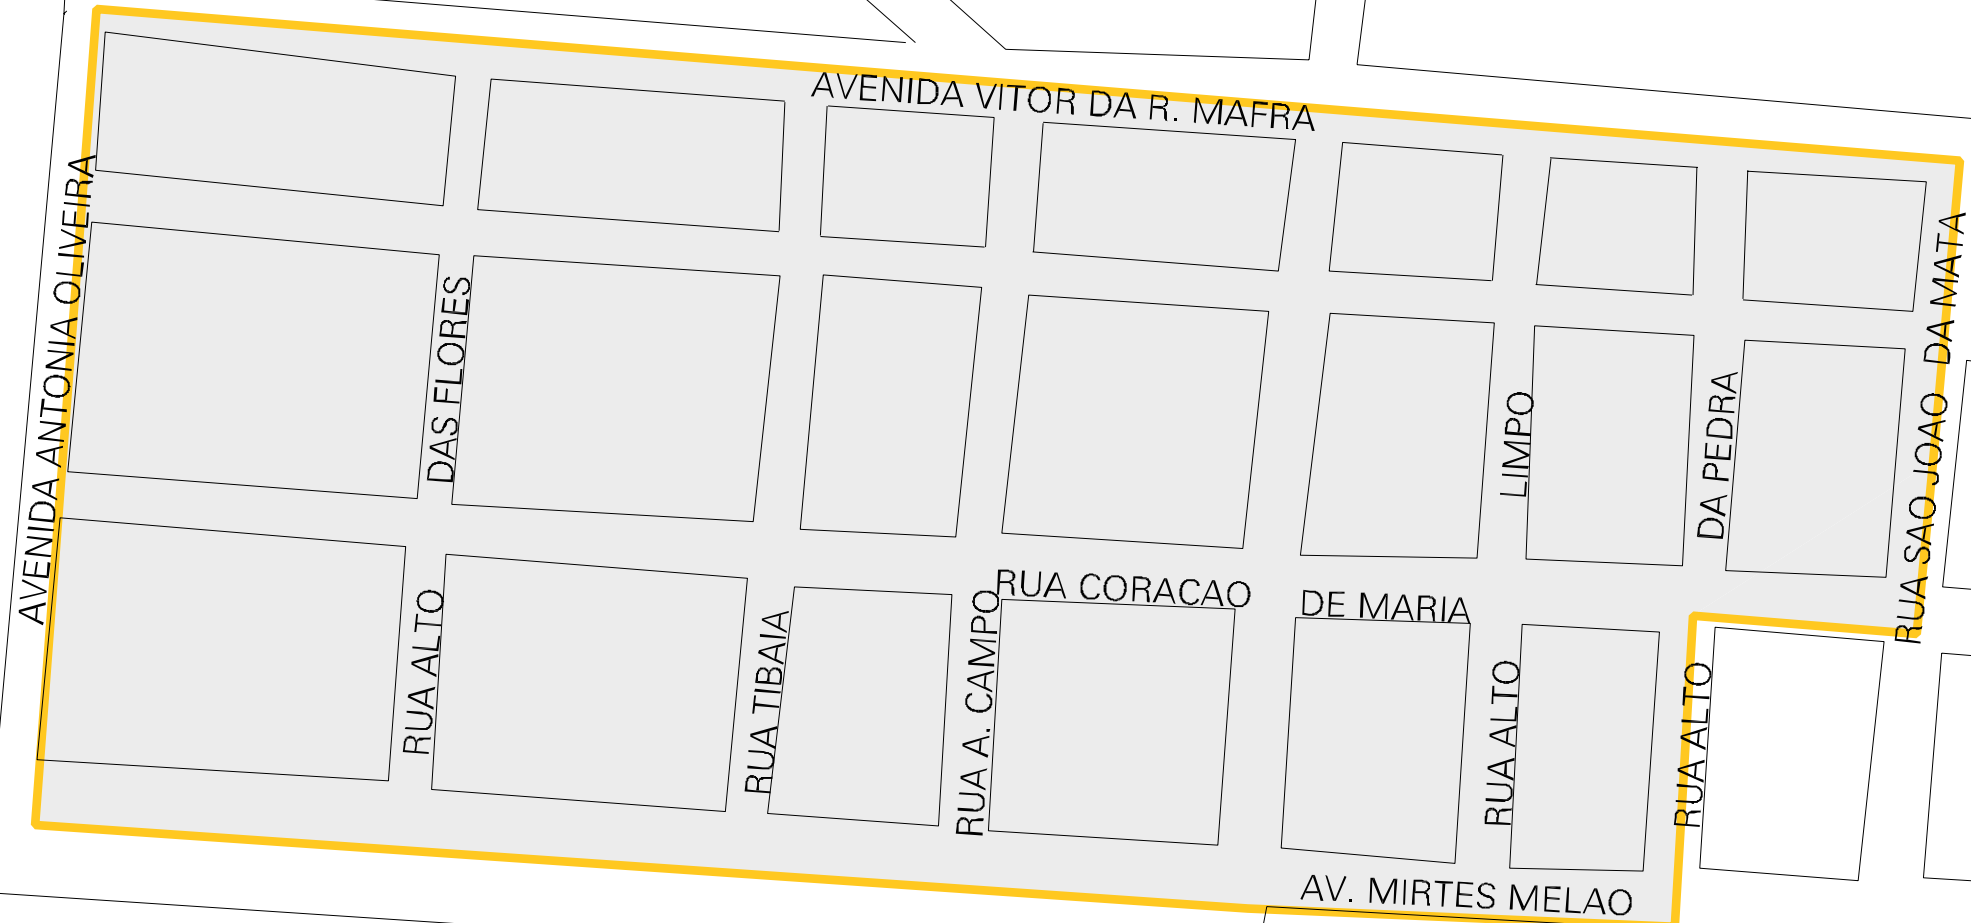 AVENIDA VITOR DA R. MAFRA
AVENIDA ANTONIA OLIVEIRA
DAS FLORES
RUA ALTO
RUA TIBAIA
RUA A. CAMPO
RUA CORACAO DE MARIA
LIMPO
RUA ALTO
DA PEDRA
RUA ALTO
RUA SAO JOAO DA MATA
AV. MIRTES MELAO